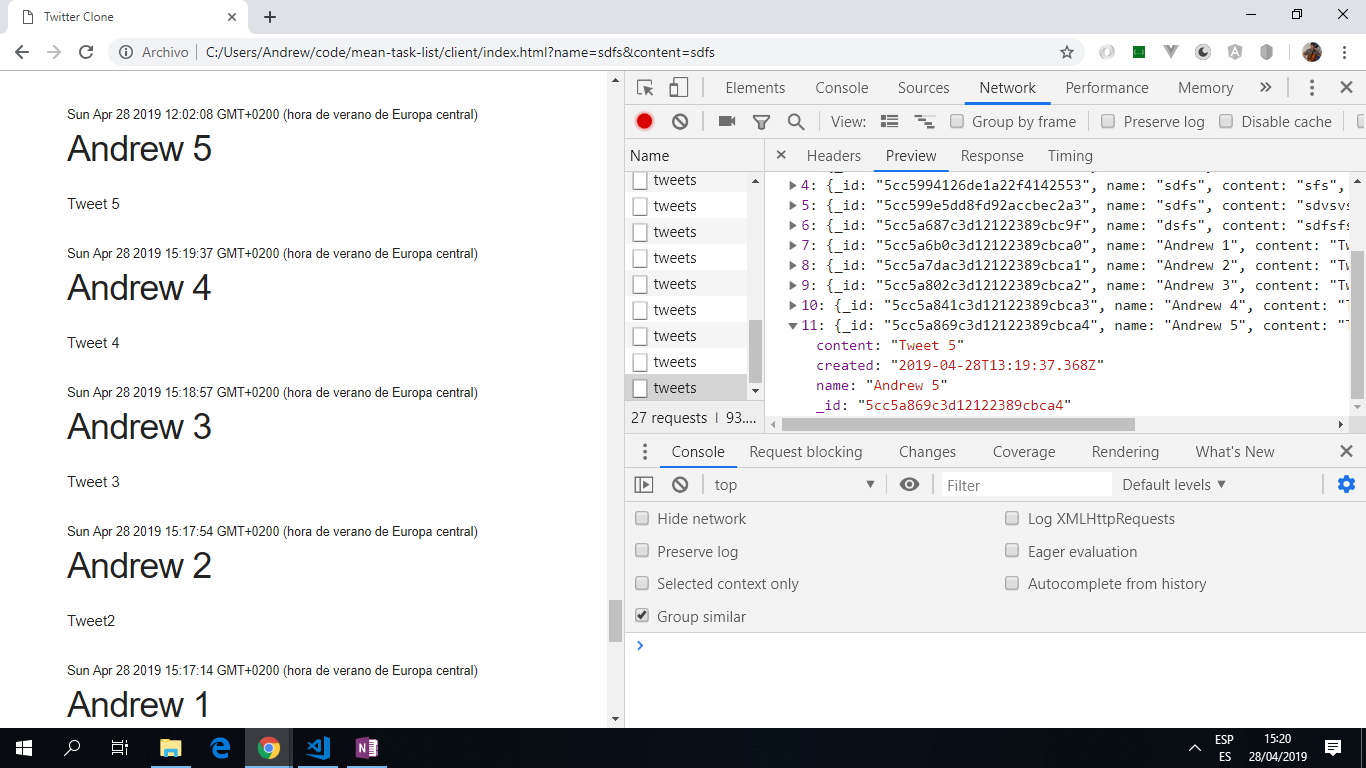 Twitter Clone
Archivo C:/Users/Andrew/code/mean-task-list/client/index.html?name=sdfs&content=sdfs
Sun Apr 28 2019 12:02:08 GMT+0200 (hora de verano de Europa central)
Andrew 5
Tweet 5
Sun Apr 28 2019 15:19:37 GMT+0200 (hora de verano de Europa central)
Andrew 4
Tweet 4
Sun Apr 28 2019 15:18:57 GMT+0200 (hora de verano de Europa central)
Andrew 3
Tweet 3
Sun Apr 28 2019 15:17:54 GMT+0200 (hora de verano de Europa central)
Andrew 2
Tweet2
Sun Apr 28 2019 15:17:14 GMT+0200 (hora de verano de Europa central)
Andrew 1
Elements Console Sources Network Performance Memory »
View: Group by frame Preserve log Disable cache
Name
tweets
tweets
tweets
tweets
tweets
tweets
tweets
tweets
tweets
27 requests 93....
Headers Preview Response Timing
4: {_id: "5cc5994126de1a22f4142553", name: "sdfs", content: "sfs",
5: {_id: "5cc599e5dd8fd92accbec2a3", name: "sdfs", content: "sdvsvs
6: {_id: "5cc5a687c3d12122389cbc9f", name: "dsfs", content: "sdfsfs
7: {_id: "5cc5a6b0c3d12122389cbca0", name: "Andrew 1", content: "Tw
8: {_id: "5cc5a7dac3d12122389cbca1", name: "Andrew 2", content: "Tw
9: {_id: "5cc5a802c3d12122389cbca2", name: "Andrew 3", content: "Tw
10: {_id: "5cc5a841c3d12122389cbca3", name: "Andrew 4", content: "T
11: {_id: "5cc5a869c3d12122389cbca4", name: "Andrew 5", content: "T
content: "Tweet 5"
created: "2019-04-28T13:19:37.368Z"
name: "Andrew 5"
_id: "5cc5a869c3d12122389cbca4"
Console Request blocking Changes Coverage Rendering What's New
top Filter Default levels
Hide network Log XMLHttpRequests
Preserve log Eager evaluation
Selected context only Autocomplete from history
Group similar
ESP 15:20
ES 28/04/2019